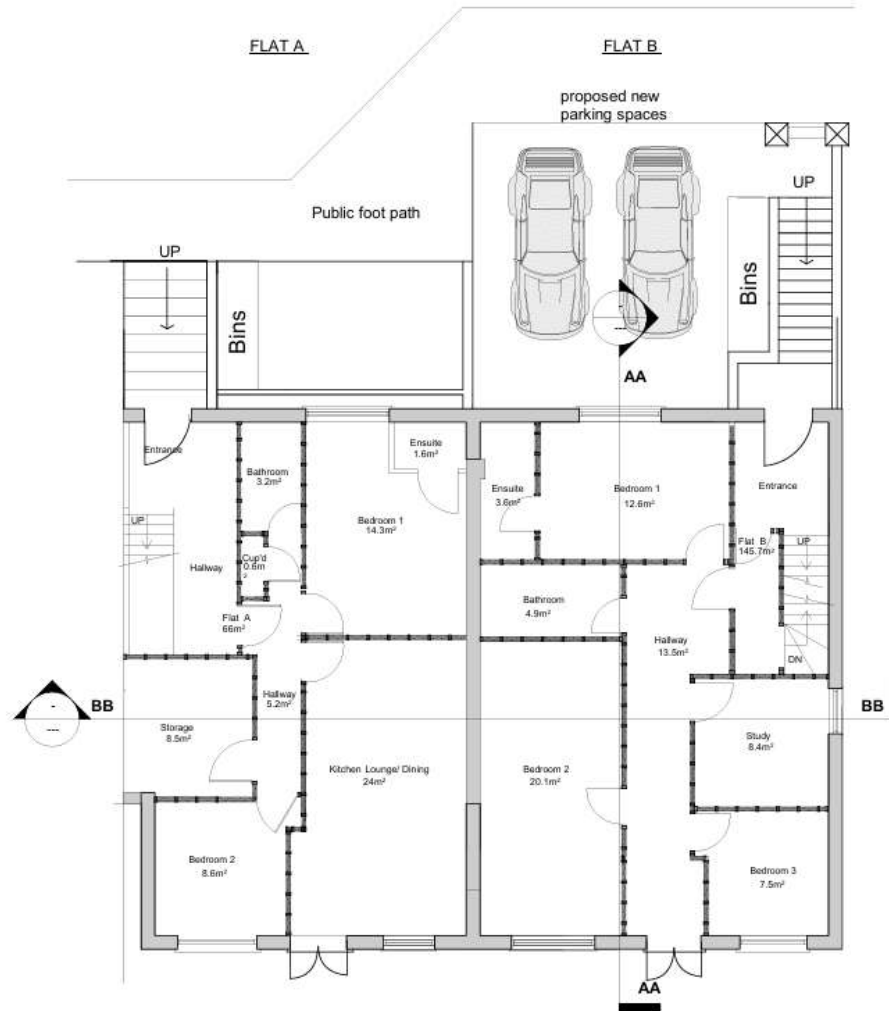 FLAT A
FLAT B
proposed new
parking spaces
Public foot path
UP
UP
Bins
Bins
AA
Entrance
Bathroom
3.2m²
Ensuite
1.6m²
Bedroom 1
14.3m²
Ensuite
3.6m²
Bedroom 1
12.6m²
Entrance
UP
Hallway
Cup'd
0.6m
²
Flat A
66m²
Flat B
145.7m²
UP
Bathroom
4.9m²
Hallway
13.5m²
DN
Hallway
5.2m²
BB
BB
Storage
8.5m²
Study
8.4m²
Kitchen Lounge/ Dining
24m²
Bedroom 2
20.1m²
Bedroom 2
8.6m²
Bedroom 3
7.5m²
AA